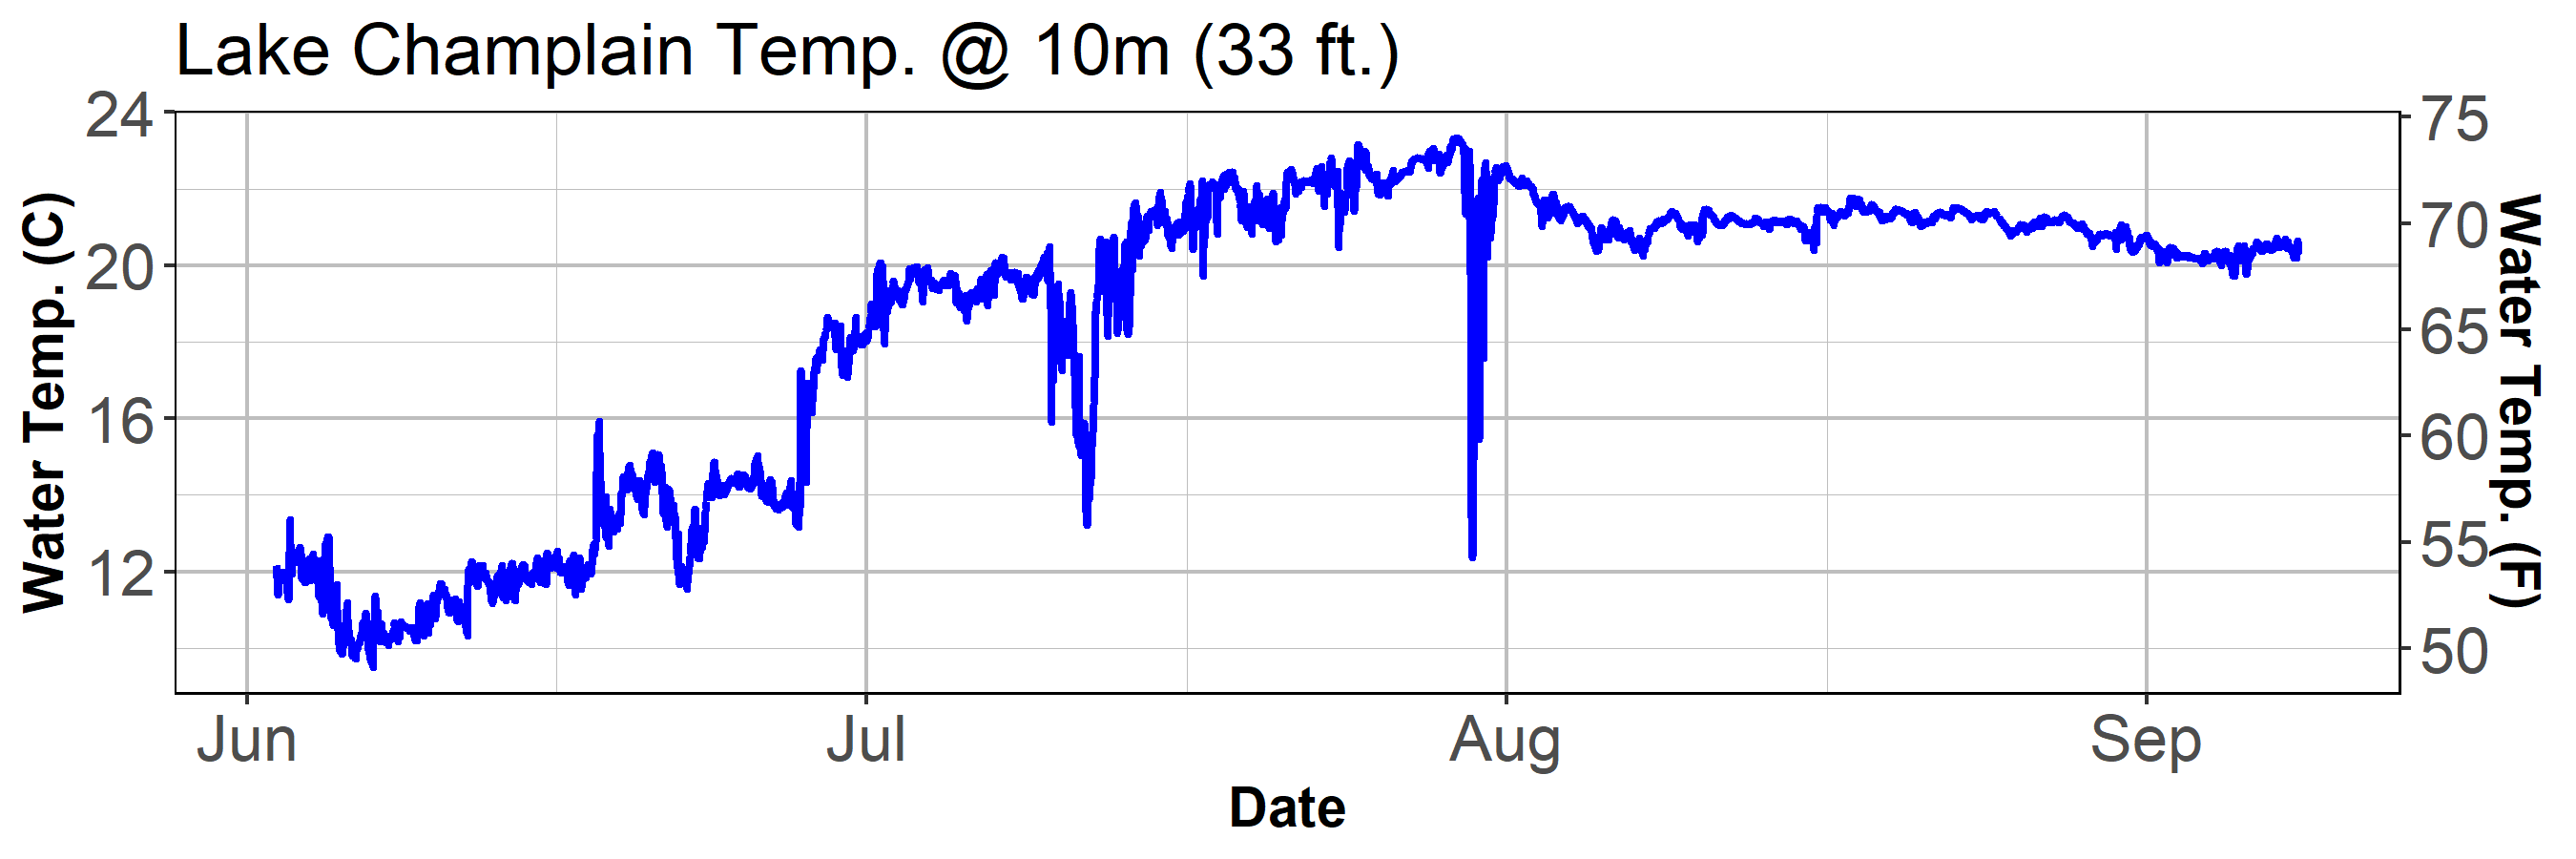 Lake Champlain Temp. @ 10m (33 ft.)
Water Temp. (C)
24
20
16
12
75
70
65
60
55
50
Water Temp. (F)
Jun Jul Aug Sep
Date